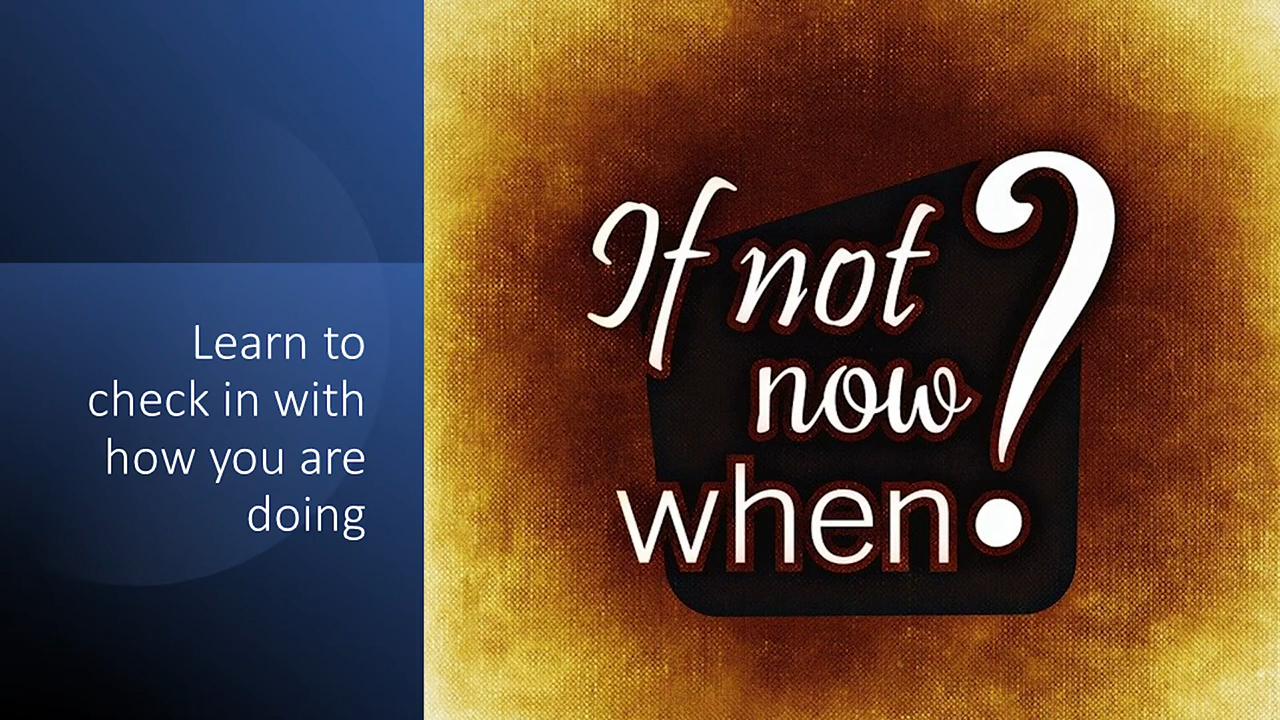 Learn to
check in with
how you are
doing
If not
now
when?